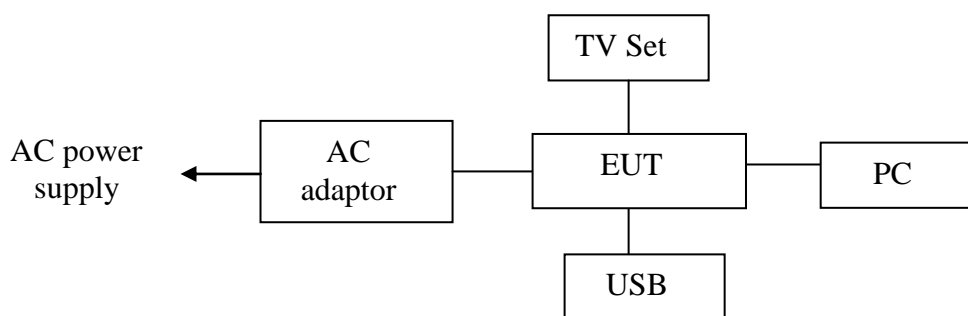 TV Set
AC power
supply
AC
adaptor
EUT
PC
USB